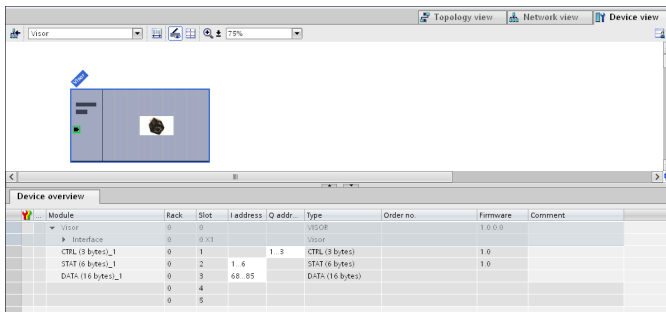 Topology view Network view Device view
Visor 75%
Visor
Device overview
... Module Rack Slot I address Q addr... Type Order no. Firmware Comment
Visor 0 0 VISOR 1.0.0.0
Interface 0 0 X1 Visor
CTRL (3 bytes)_1 0 1 1...3 CTRL (3 bytes) 1.0
STAT (6 bytes)_1 0 2 1...6 STAT (6 bytes) 1.0
DATA (16 bytes)_1 0 3 68...85 DATA (16 bytes)
0 4
0 5